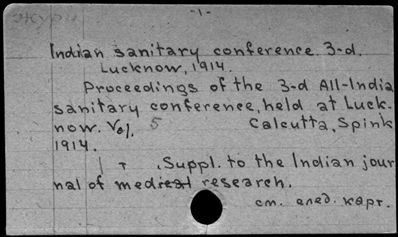 -1-
Indian sanitary conference. 3-d.
Lucknow, 1914.
Proceedings of the 3-d All-India
sanitary conference, held at Luck.
now. Vol. 5 Calcutta, Spink
1914.
Suppl. to the Indian jour
nal of medical research.
см. след. карт.